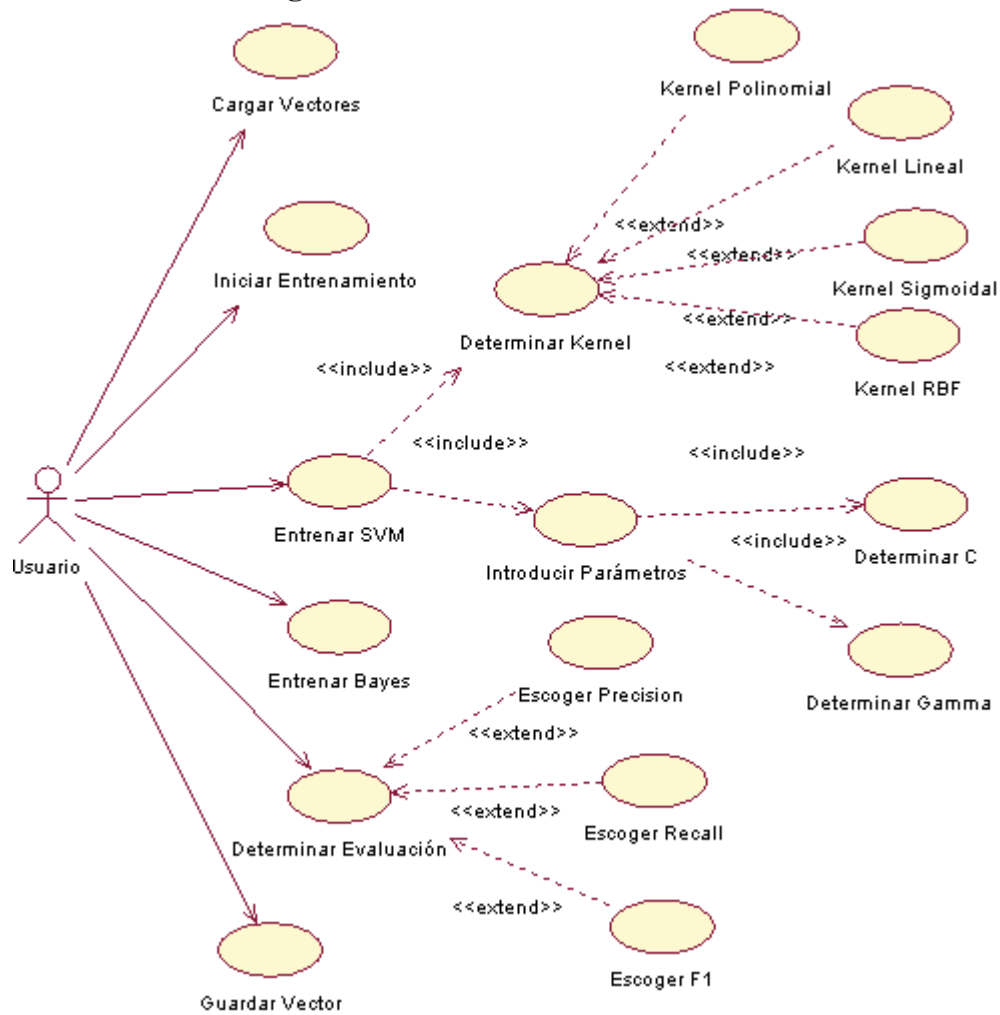 Kernel Polinomial
Cargar Vectores
Kernel Lineal
<<extend>>
<<extend>>
Iniciar Entrenamiento
Kernel Sigmoidal
<<extend>>
Determinar Kernel
<<include>>
<<extend>>
Kernel RBF
<<include>>
<<include>>
Entrenar SVM
<<include>>
Determinar C
Usuario
Introducir Parámetros
Entrenar Bayes
Escoger Precision
Determinar Gamma
<<extend>>
<<extend>>
Escoger Recall
Determinar Evaluación
<<extend>>
Escoger F1
Guardar Vector